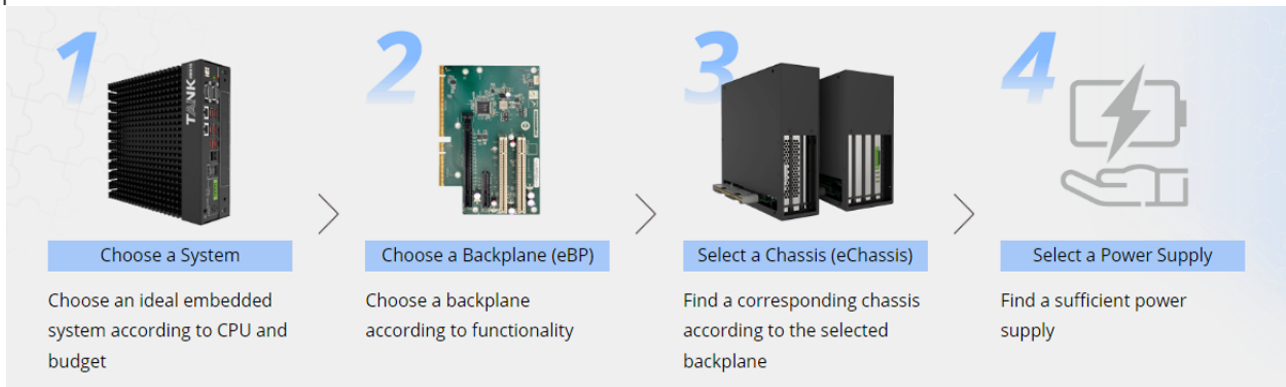 1
TANK
Choose a System
Choose an ideal embedded
system according to CPU and
budget
2
Choose a Backplane (eBP)
Choose a backplane
according to functionality
3
Select a Chassis (eChassis)
Find a corresponding chassis
according to the selected
backplane
4
Select a Power Supply
Find a sufficient power
supply